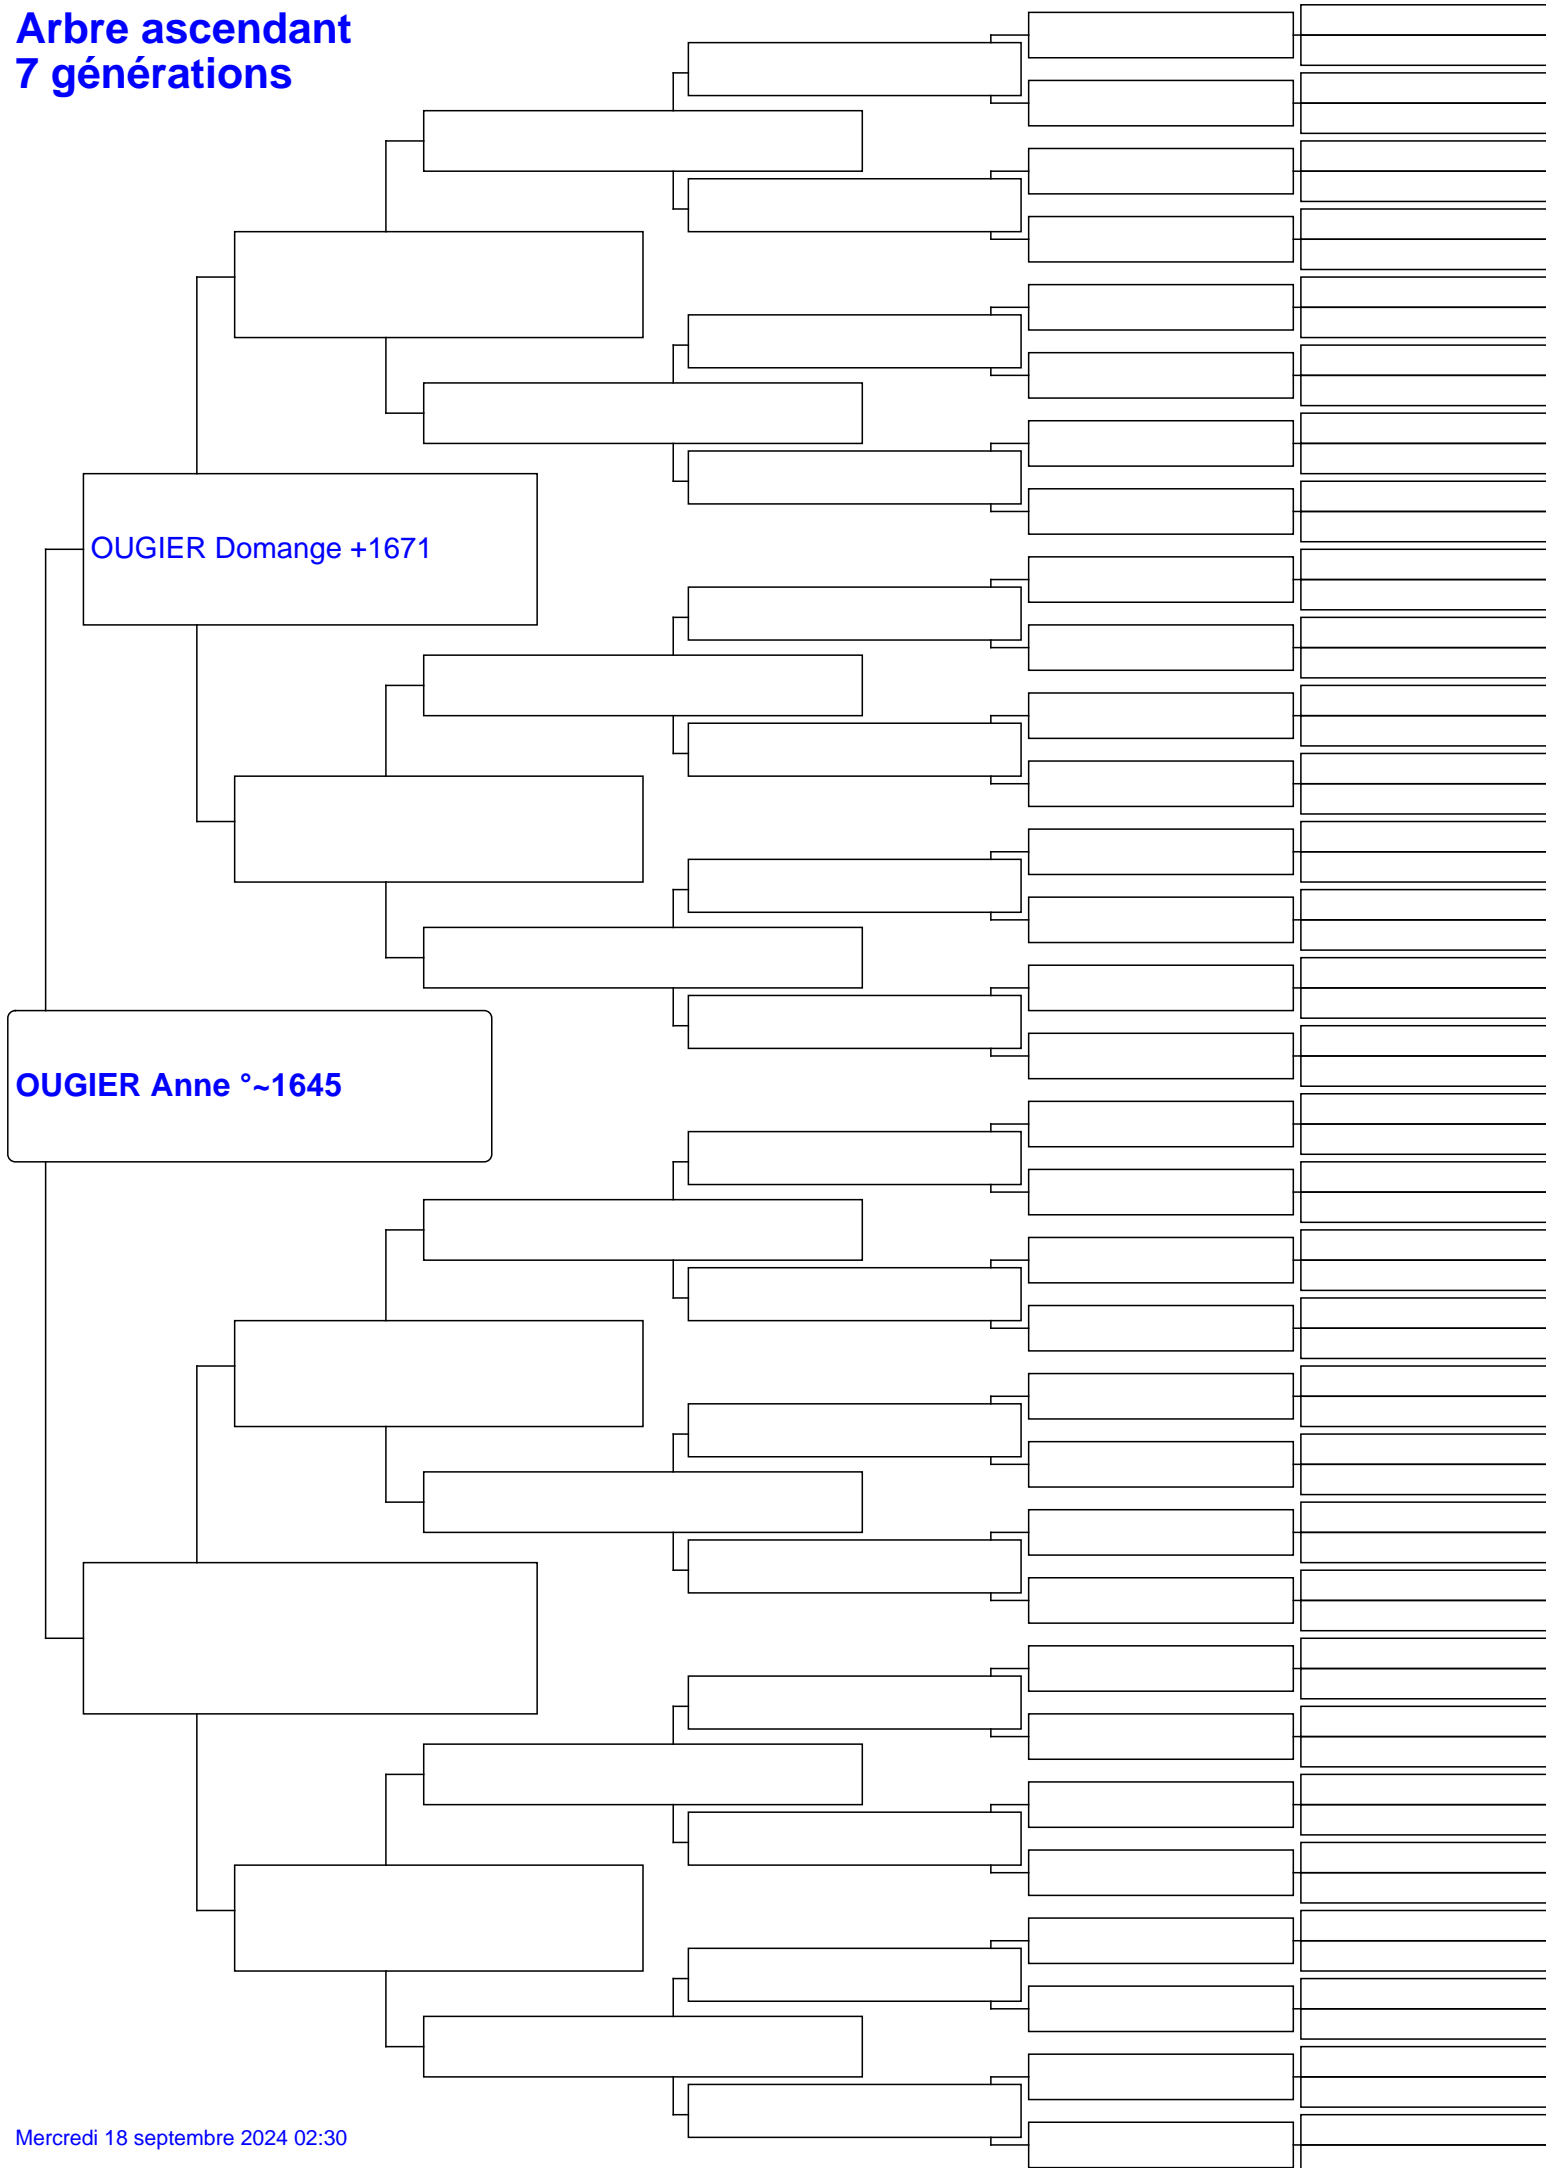 Arbre ascendant
7 générations
OUGIER Domange +1671
OUGIER Anne °~1645
Mercredi 18 septembre 2024 02:30